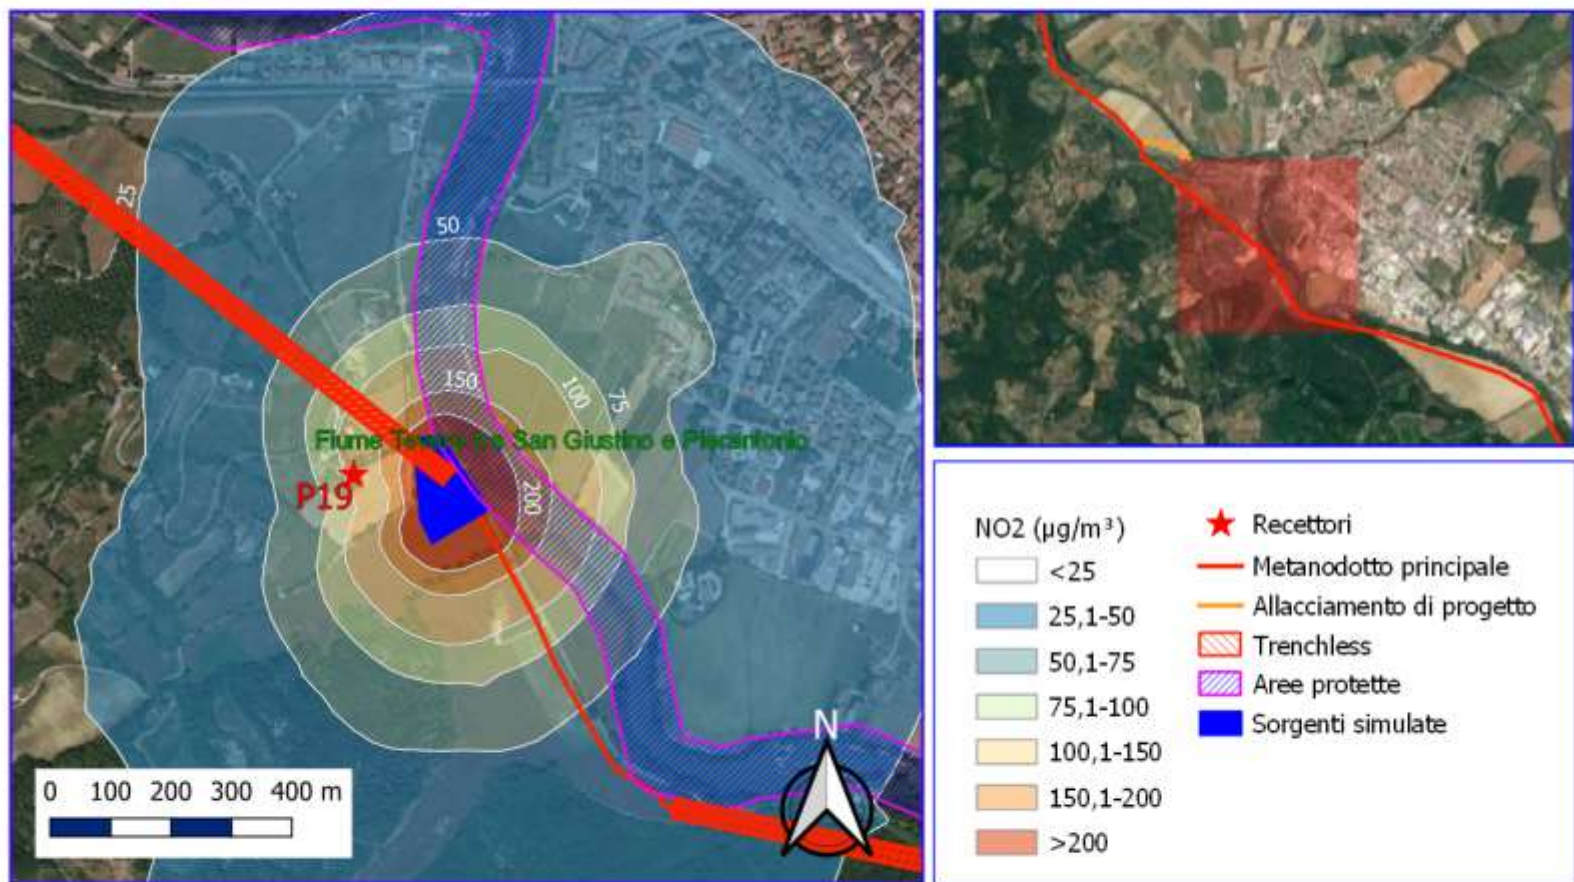 25
50
150
100
75
Fiume Tevere tra San Giustino e Pierantonio
P19
200
N
0 100 200 300 400 m
NO2 (µg/m³)
<25
25,1-50
50,1-75
75,1-100
100,1-150
150,1-200
>200
Recettori
Metanodotto principale
Allacciamento di progetto
Trenchless
Aree protette
Sorgenti simulate